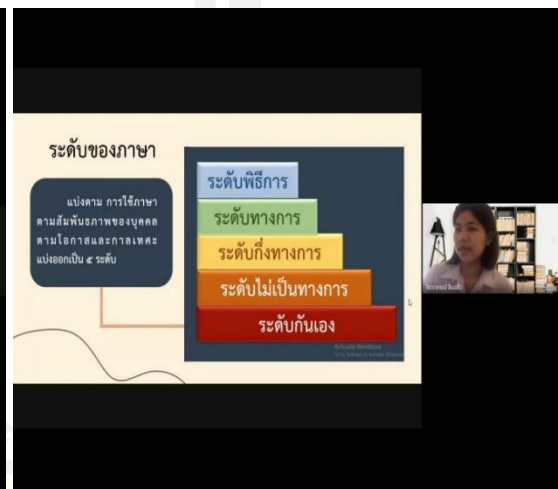 ระดับของภาษา
แบ่งตาม การใช้ภาษา
ตามสัมพันธภาพของบุคคล
ตามโอกาสและกาลเทศะ
แบ่งออกเป็น ๕ ระดับ
ระดับพิธีการ
ระดับทางการ
ระดับกึ่งทางการ
ระดับไม่เป็นทางการ
ระดับกันเอง
Activate Windows